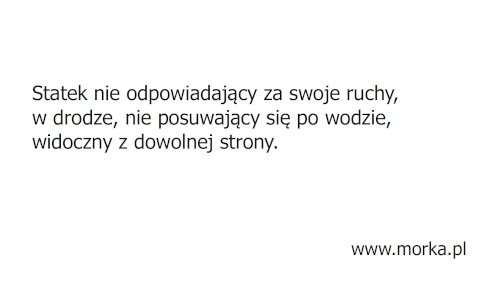 Statek nie odpowiadający za swoje ruchy,
w drodze, nie posuwający się po wodzie,
widoczny z dowolnej strony.
www.morka.pl